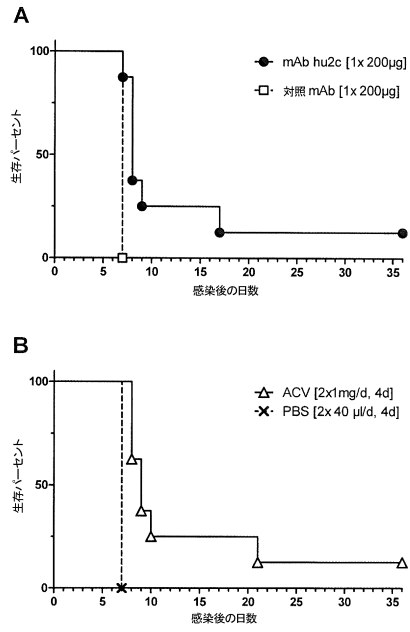 A
100
50
0
生存パーセント
mAb hu2c [1x 200µg]
対照 mAb [1x 200µg]
0 5 10 15 20 25 30 35
感染後の日数
B
100
50
0
生存パーセント
ACV [2x1mg/d, 4d]
PBS [2x 40 µl/d, 4d]
0 5 10 15 20 25 30 35
感染後の日数